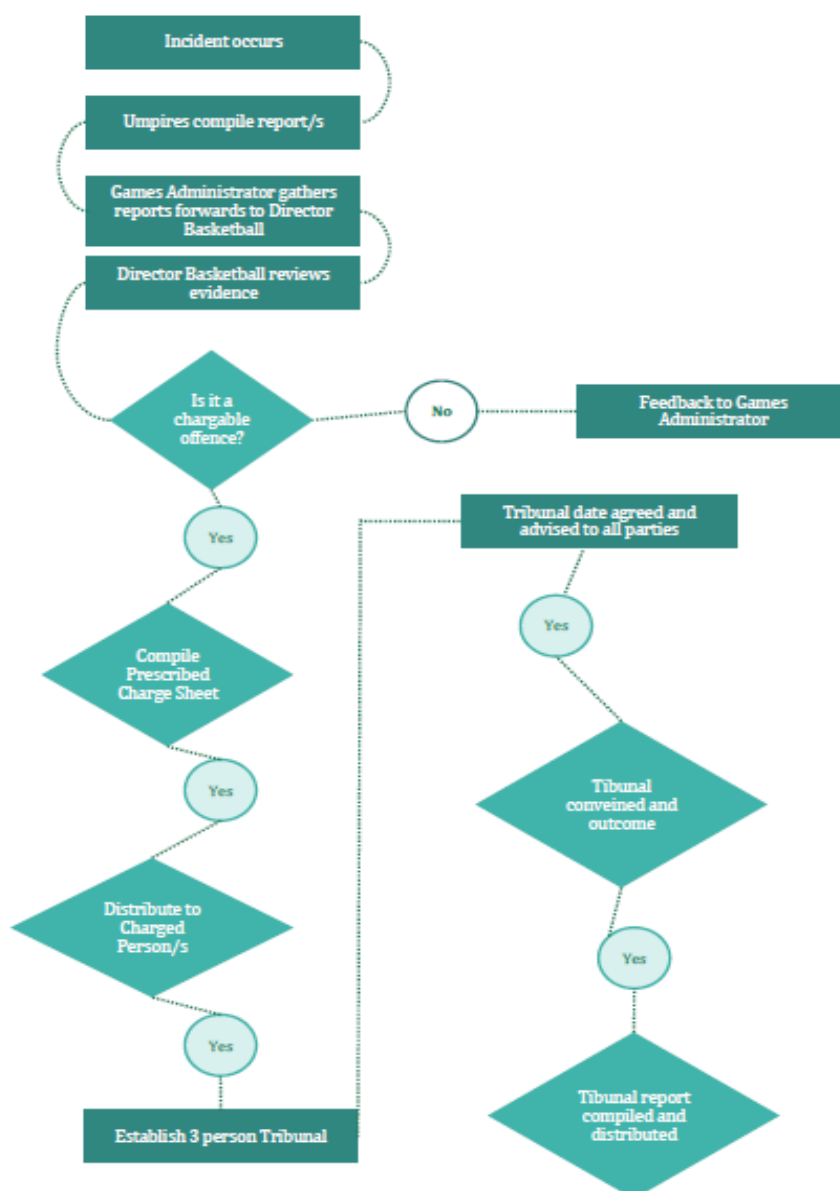 Incident occurs
Umpires compile report/s
Games Administrator gathers
reports forwards to Director
Basketball
Director Basketball reviews
evidence
Is it a
chargable
offence?
No
Feedback to Games
Administrator
Yes
Compile
Prescribed
Charge Sheet
Yes
Distribute to
Charged
Person/s
Yes
Establish 3 person Tribunal
Tribunal date agreed and
advised to all parties
Yes
Tibunal
conveined and
outcome
Yes
Tibunal report
compiled and
distributed